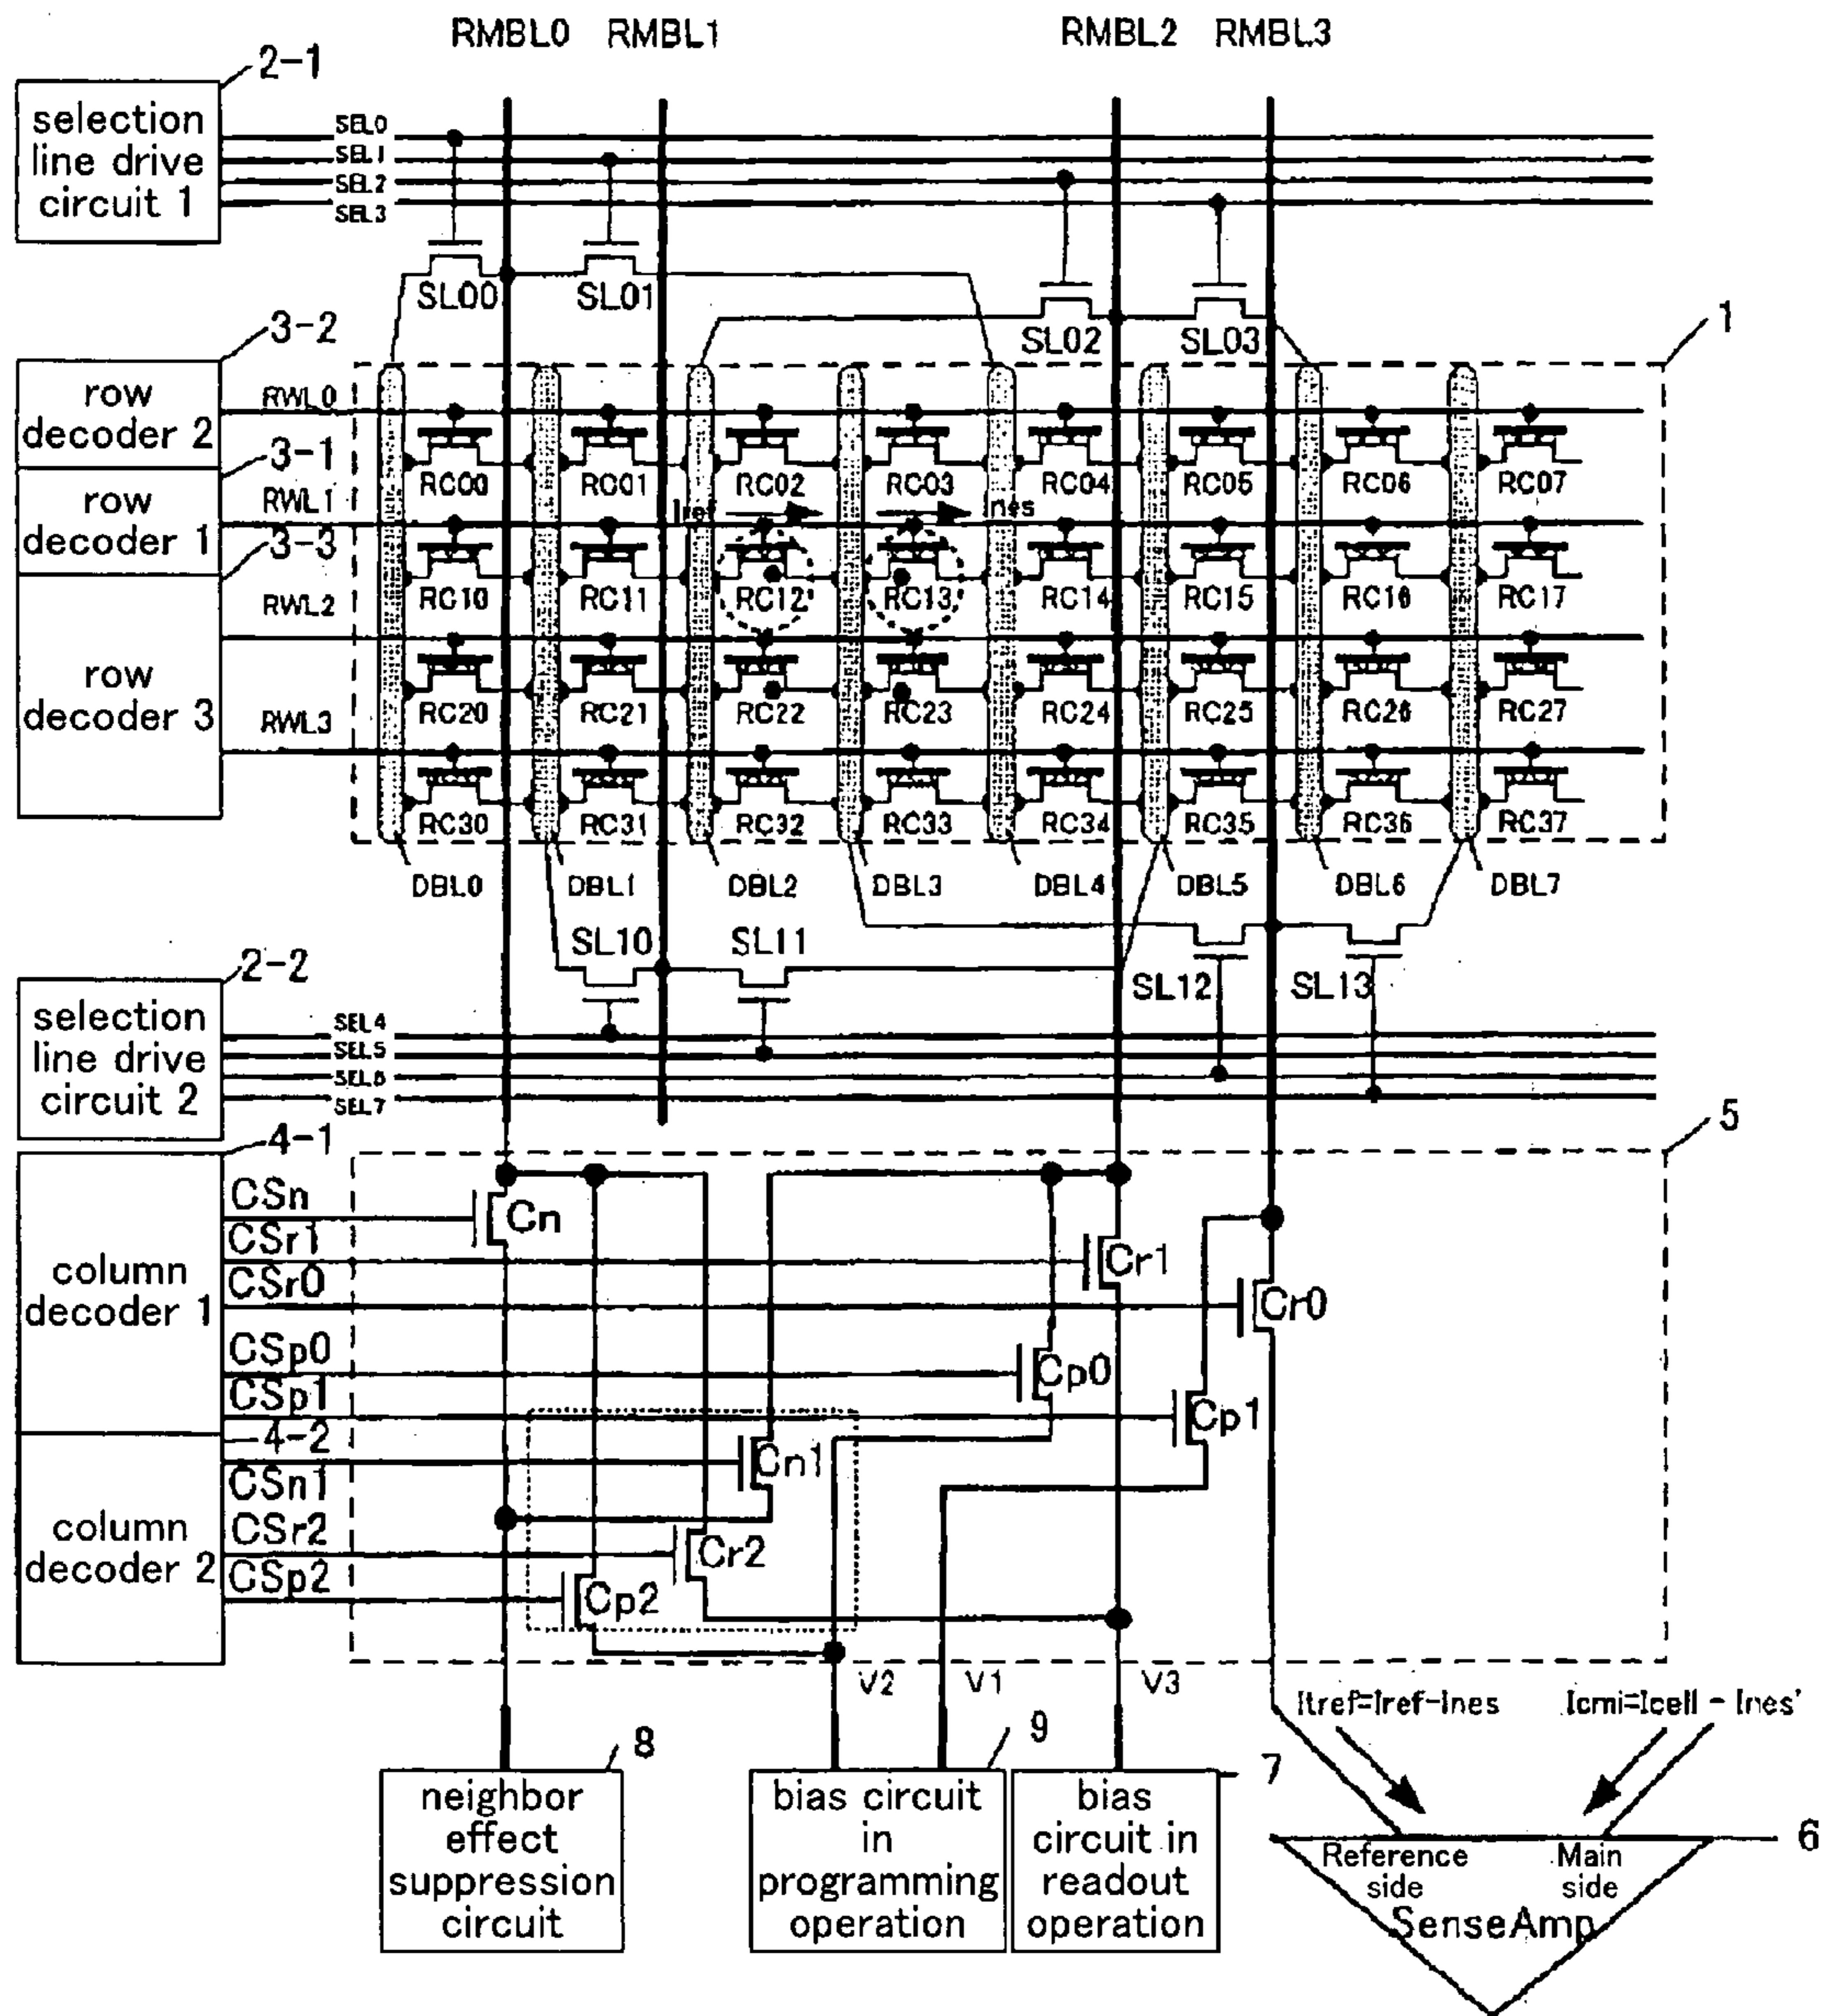 RMBL0 RMBL1 RMBL2 RMBL3
2-1
selection
line drive
circuit 1
SEL0
SEL1
SEL2
SEL3
SL00 SL01 SL02 SL03
1
3-2
row
decoder 2
RWL0
RC00 RC01 RC02 RC03 RC04 RC05 RC06 RC07
3-1
row
decoder 1
RWL1
Iref Ines
RC10 RC11 RC12 RC13 RC14 RC15 RC16 RC17
3-3
row
decoder 3
RWL2
RC20 RC21 RC22 RC23 RC24 RC25 RC26 RC27
RWL3
RC30 RC31 RC32 RC33 RC34 RC35 RC36 RC37
DBL0 DBL1 DBL2 DBL3 DBL4 DBL5 DBL6 DBL7
SL10 SL11 SL12 SL13
2-2
selection
line drive
circuit 2
SEL4
SEL5
SEL6
SEL7
4-1
5
column
decoder 1
CSn
CSr1
CSr0
CSp0
CSp1
Cn
Cr1
Cr0
Cp0
Cp1
4-2
column
decoder 2
CSn1
CSr2
CSp2
Cn1
Cr2
Cp2
V2 V1 V3
Itref=Iref-Ines Icmi=Icell - Ines'
8
neighbor
effect
suppression
circuit
9
bias circuit
in
programming
operation
7
bias
circuit in
readout
operation
6
Reference
side
Main
side
SenseAmp